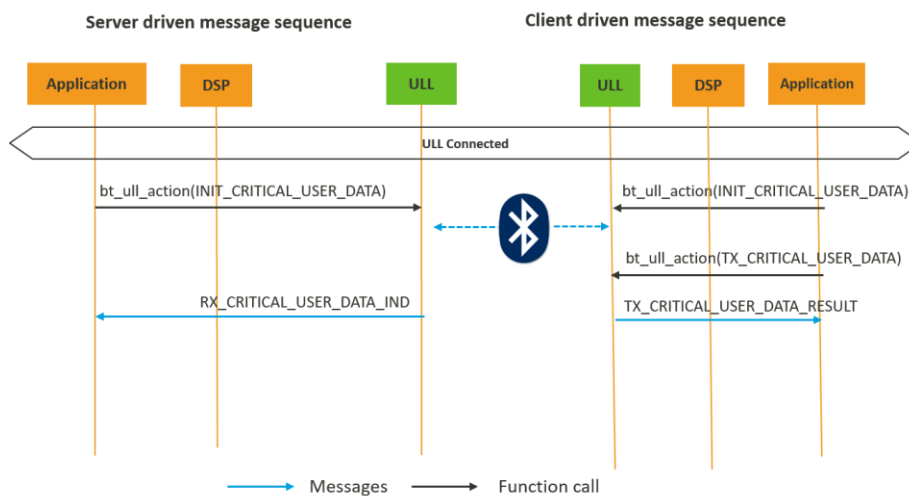 Server driven message sequence
Client driven message sequence
Application
DSP
ULL
ULL
DSP
Application
ULL Connected
bt_ull_action(INIT_CRITICAL_USER_DATA)
bt_ull_action(INIT_CRITICAL_USER_DATA)
bt_ull_action(TX_CRITICAL_USER_DATA)
RX_CRITICAL_USER_DATA_IND
TX_CRITICAL_USER_DATA_RESULT
Messages
Function call